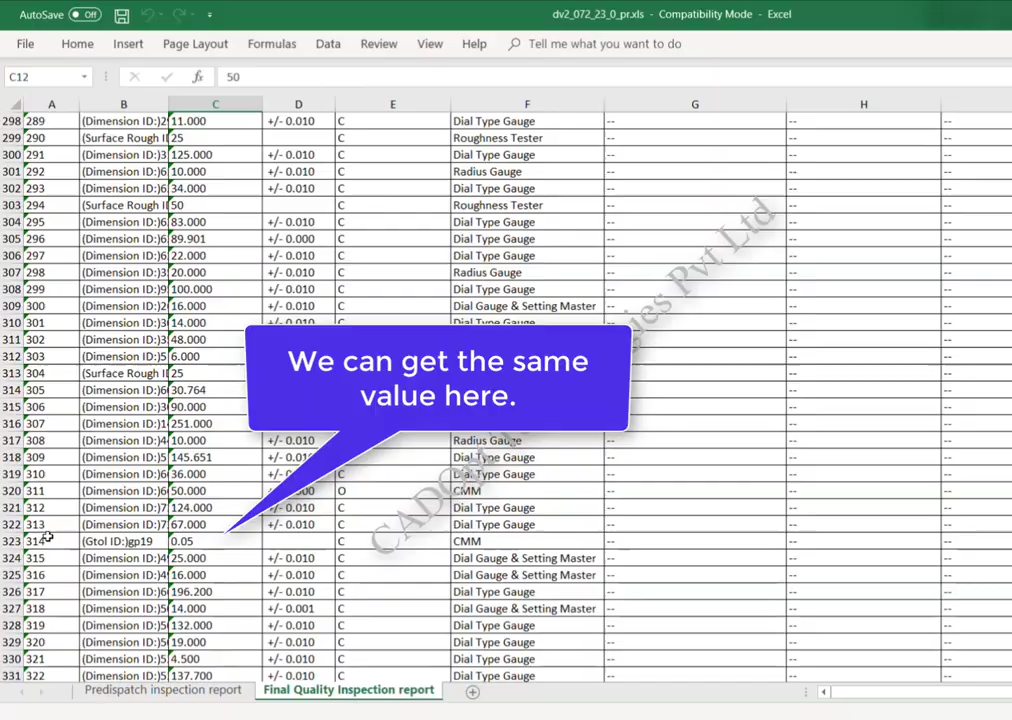 AutoSave Off dv2_072_23_0_pr.xls - Compatibility Mode - Excel
File Home Insert Page Layout Formulas Data Review View Help Tell me what you want to do
C12 fx 50
A B C D E F G H
298 289 (Dimension ID:)2 11.000 +/- 0.010 C Dial Type Gauge -- --
299 290 (Surface Rough I 25 C Roughness Tester -- --
300 291 (Dimension ID:)3 125.000 +/- 0.010 C Dial Type Gauge -- --
301 292 (Dimension ID:)6 10.000 +/- 0.010 C Radius Gauge -- --
302 293 (Dimension ID:)6 34.000 +/- 0.010 C Dial Type Gauge -- --
303 294 (Surface Rough I 50 C Roughness Tester -- --
304 295 (Dimension ID:)6 83.000 +/- 0.010 C Dial Type Gauge -- --
305 296 (Dimension ID:)6 89.901 +/- 0.000 C Dial Type Gauge -- --
306 297 (Dimension ID:)6 22.000 +/- 0.010 C Dial Type Gauge -- --
307 298 (Dimension ID:)3 20.000 +/- 0.010 C Radius Gauge -- --
308 299 (Dimension ID:)9 100.000 +/- 0.010 C Dial Type Gauge -- --
309 300 (Dimension ID:)2 16.000 +/- 0.010 C Dial Gauge & Setting Master -- --
310 301 (Dimension ID:)3 14.000 +/- 0.010 C Dial Type Gauge -- --
311 302 (Dimension ID:)3 48.000 -- --
312 303 (Dimension ID:)5 6.000 -- --
313 304 (Surface Rough I 25 -- --
314 305 (Dimension ID:)6 30.764 -- --
315 306 (Dimension ID:)3 90.000 -- --
316 307 (Dimension ID:)1 251.000 -- --
317 308 (Dimension ID:)4 10.000 +/- 0.010 C Radius Gauge -- --
318 309 (Dimension ID:)5 145.651 +/- 0.010 C Dial Type Gauge -- --
319 310 (Dimension ID:)6 36.000 +/- 0.010 C Dial Type Gauge -- --
320 311 (Dimension ID:)6 50.000 O CMM -- --
321 312 (Dimension ID:)7 124.000 +/- 0.010 C Dial Type Gauge -- --
322 313 (Dimension ID:)7 67.000 +/- 0.010 C Dial Type Gauge -- --
323 314 (Gtol ID:)gp19 0.05 C CMM -- --
324 315 (Dimension ID:)4 25.000 +/- 0.010 C Dial Gauge & Setting Master -- --
325 316 (Dimension ID:)4 16.000 +/- 0.010 C Dial Gauge & Setting Master -- --
326 317 (Dimension ID:)6 196.200 +/- 0.010 C Dial Type Gauge -- --
327 318 (Dimension ID:)5 14.000 +/- 0.001 C Dial Gauge & Setting Master -- --
328 319 (Dimension ID:)5 132.000 +/- 0.010 C Dial Type Gauge -- --
329 320 (Dimension ID:)5 19.000 +/- 0.010 C Dial Type Gauge -- --
330 321 (Dimension ID:)5 4.500 +/- 0.010 C Dial Type Gauge -- --
331 322 (Dimension ID:)5 137.700 +/- 0.010 C Dial Type Gauge -- --
We can get the same
value here.
Pvt Ltd
Predispatch inspection report Final Quality Inspection report